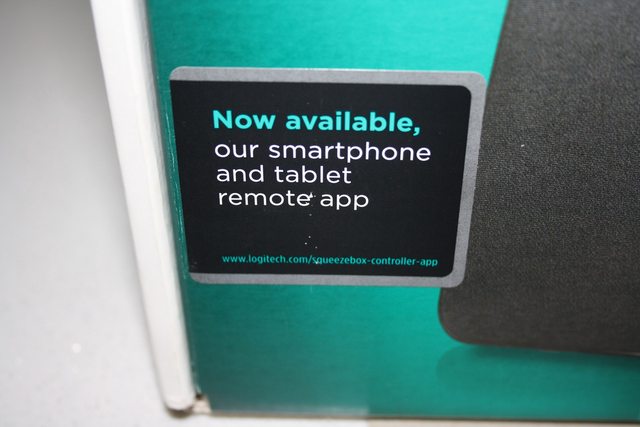 Now available,
our smartphone
and tablet
remote app
www.logitech.com/squeezebox-controller-app